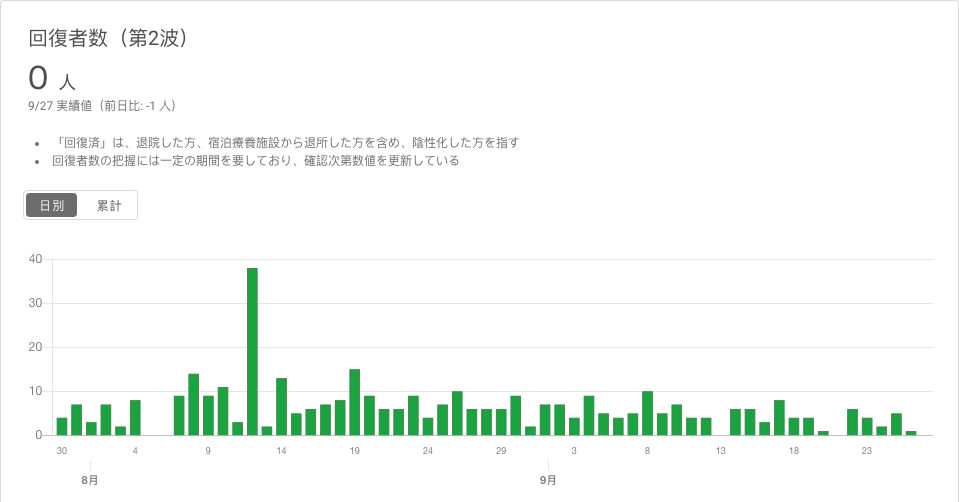 回復者数（第2波）
0 人
9/27 実績値（前日比: -1 人）
• 「回復済」は、退院した方、宿泊療養施設から退所した方を含め、陰性化した方を指す
• 回復者数の把握には一定の期間を要しており、確認次第数値を更新している
日別 累計
40
30
20
10
0
30 4 9 14 19 24 29 3 8 13 18 23
8月 9月